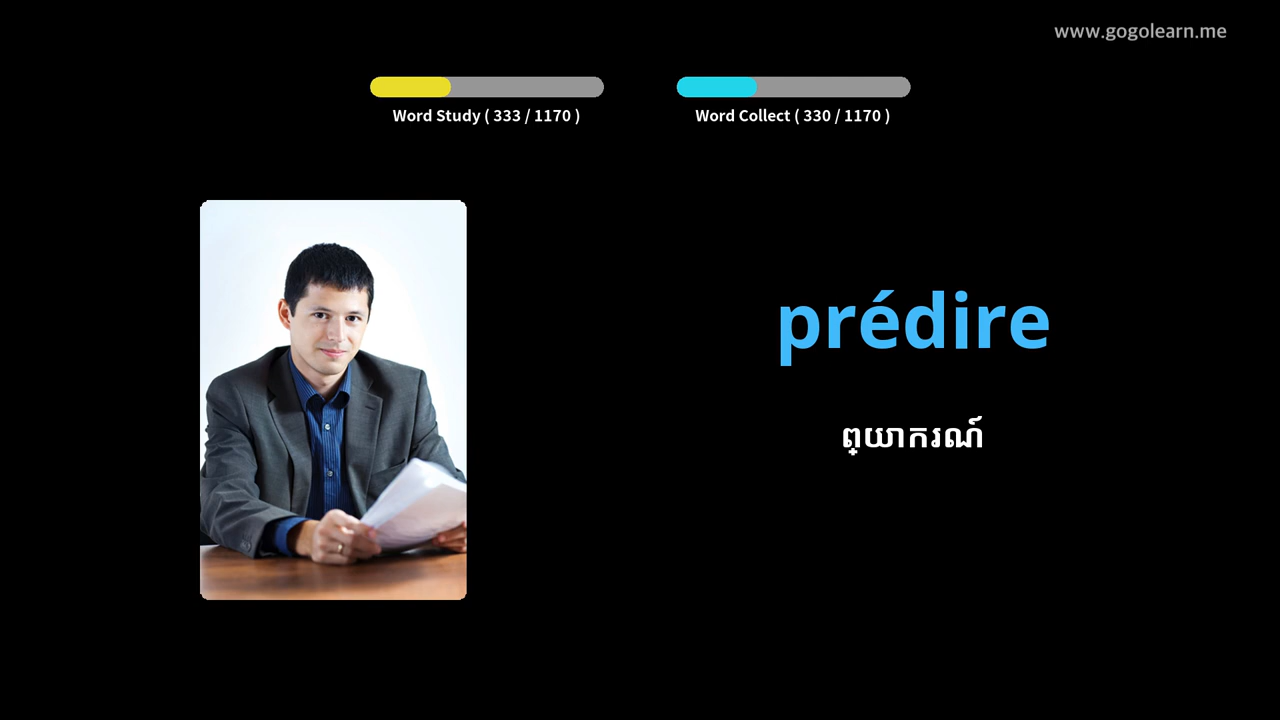 www.gogolearn.me
Word Study ( 333 / 1170 )
Word Collect ( 330 / 1170 )
prédire
ព្យាករណ៍